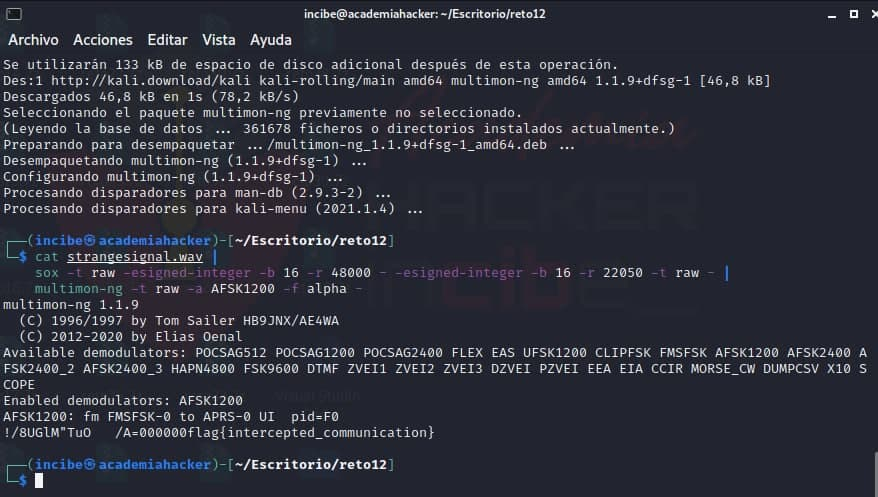 incibe@academiahacker: ~/Escritorio/reto12
Archivo Acciones Editar Vista Ayuda
Se utilizarán 133 kB de espacio de disco adicional después de esta operación.
Des:1 http://kali.download/kali kali-rolling/main amd64 multimon-ng amd64 1.1.9+dfsg-1 [46,8 kB]
Descargados 46,8 kB en 1s (78,2 kB/s)
Seleccionando el paquete multimon-ng previamente no seleccionado.
(Leyendo la base de datos ... 361678 ficheros o directorios instalados actualmente.)
Preparando para desempaquetar .../multimon-ng_1.1.9+dfsg-1_amd64.deb ...
Desempaquetando multimon-ng (1.1.9+dfsg-1) ...
Configurando multimon-ng (1.1.9+dfsg-1) ...
Procesando disparadores para man-db (2.9.3-2) ...
Procesando disparadores para kali-menu (2021.1.4) ...
┌──(incibe㉿academiahacker)-[~/Escritorio/reto12]
└─$ cat strangesignal.wav |
sox -t raw -esigned-integer -b 16 -r 48000 - -esigned-integer -b 16 -r 22050 -t raw - |
multimon-ng -t raw -a AFSK1200 -f alpha -
multimon-ng 1.1.9
(C) 1996/1997 by Tom Sailer HB9JNX/AE4WA
(C) 2012-2020 by Elias Oenal
Available demodulators: POCSAG512 POCSAG1200 POCSAG2400 FLEX EAS UFSK1200 CLIPFSK FMSFSK AFSK1200 AFSK2400 A
FSK2400_2 AFSK2400_3 HAPN4800 FSK9600 DTMF ZVEI1 ZVEI2 ZVEI3 DZVEI PZVEI EEA EIA CCIR MORSE_CW DUMPCSV X10 S
COPE
Enabled demodulators: AFSK1200
AFSK1200: fm FMSFSK-0 to APRS-0 UI pid=F0
!/8UGlM"TuO /A=000000flag{intercepted_communication}
┌──(incibe㉿academiahacker)-[~/Escritorio/reto12]
└─$
HACKER
incibe_